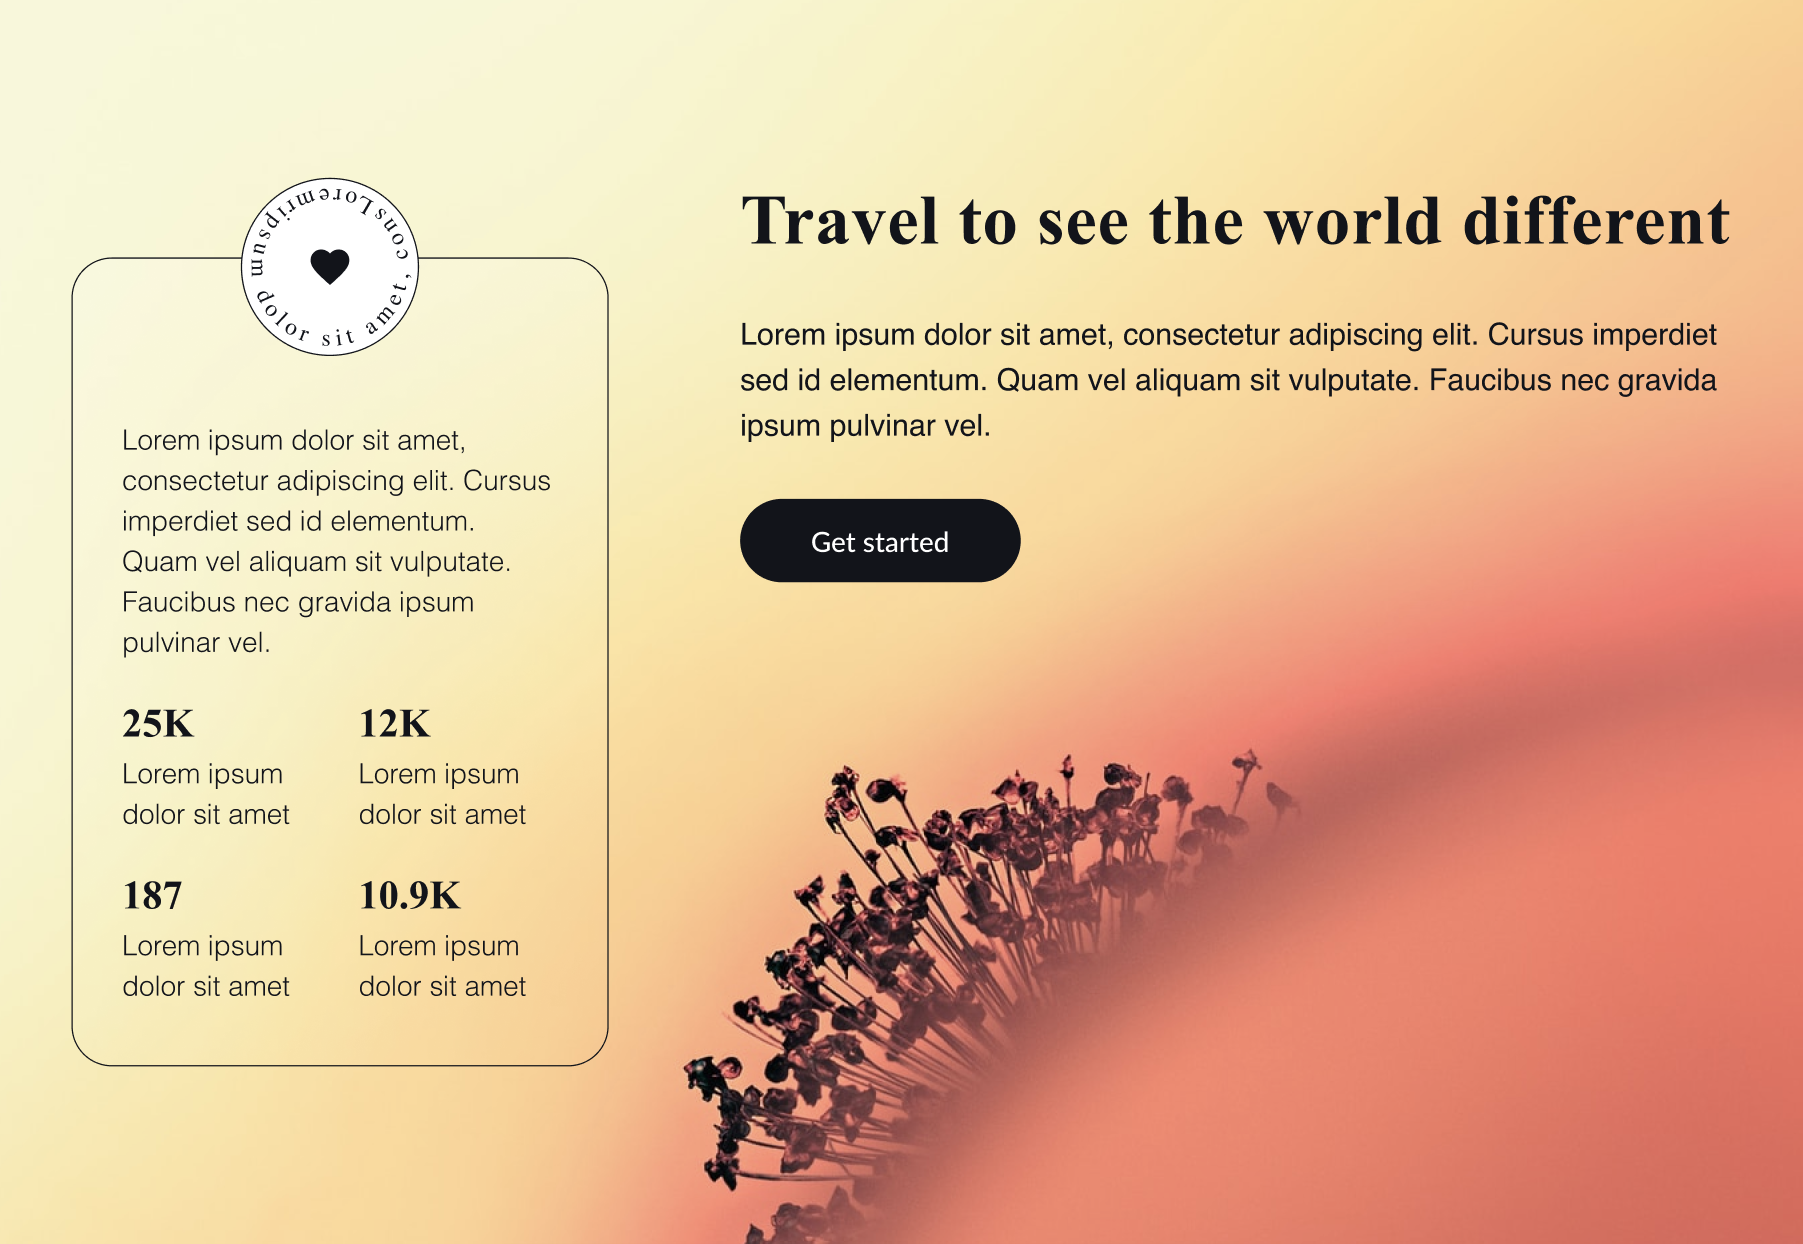 Loremripsum dolor sit amet, cons
Lorem ipsum dolor sit amet,
consectetur adipiscing elit. Cursus
imperdiet sed id elementum.
Quam vel aliquam sit vulputate.
Faucibus nec gravida ipsum
pulvinar vel.
25K
Lorem ipsum
dolor sit amet
12K
Lorem ipsum
dolor sit amet
187
Lorem ipsum
dolor sit amet
10.9K
Lorem ipsum
dolor sit amet
Travel to see the world different
Lorem ipsum dolor sit amet, consectetur adipiscing elit. Cursus imperdiet
sed id elementum. Quam vel aliquam sit vulputate. Faucibus nec gravida
ipsum pulvinar vel.
Get started